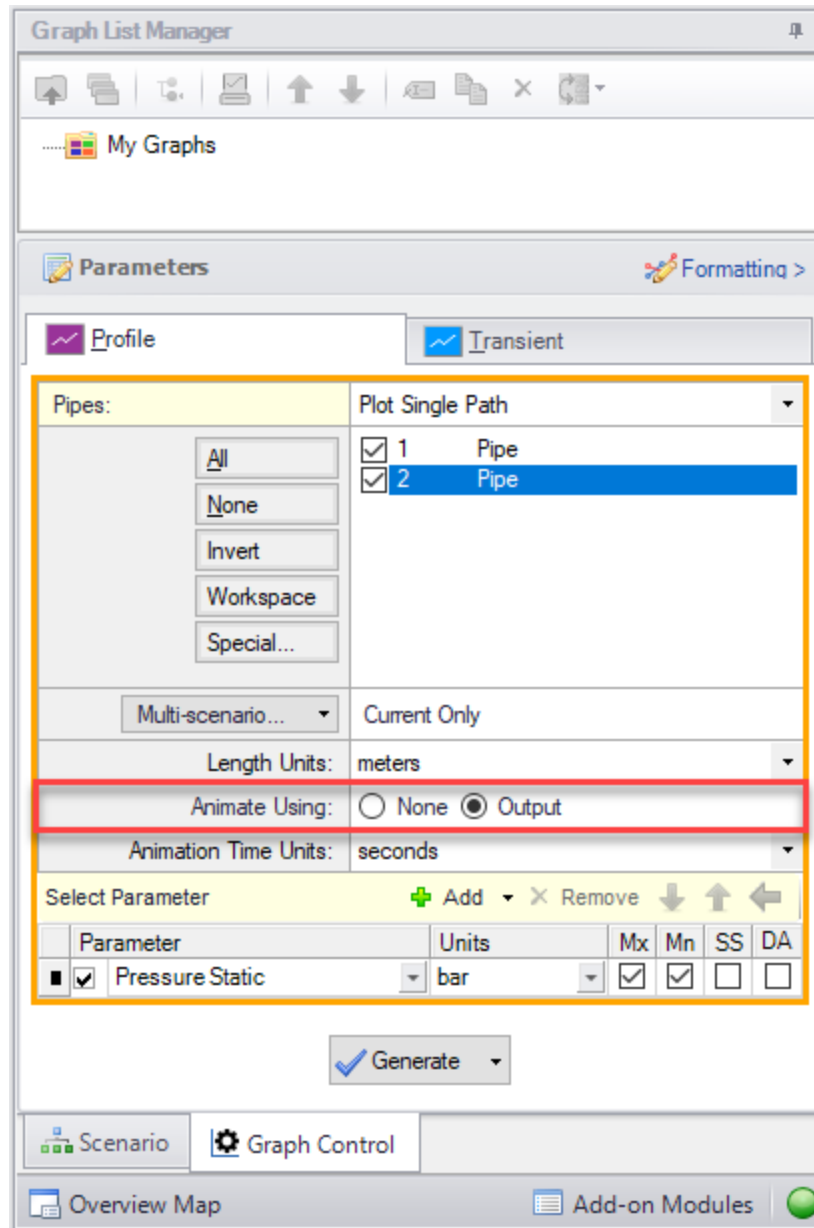 Graph List Manager
My Graphs
Parameters Formatting >
Profile Transient
Pipes: Plot Single Path
All 1 Pipe
None 2 Pipe
Invert
Workspace
Special...
Multi-scenario... Current Only
Length Units: meters
Animate Using: None Output
Animation Time Units: seconds
Select Parameter Add Remove
Parameter Units Mx Mn SS DA
Pressure Static bar
Generate
Scenario Graph Control
Overview Map Add-on Modules